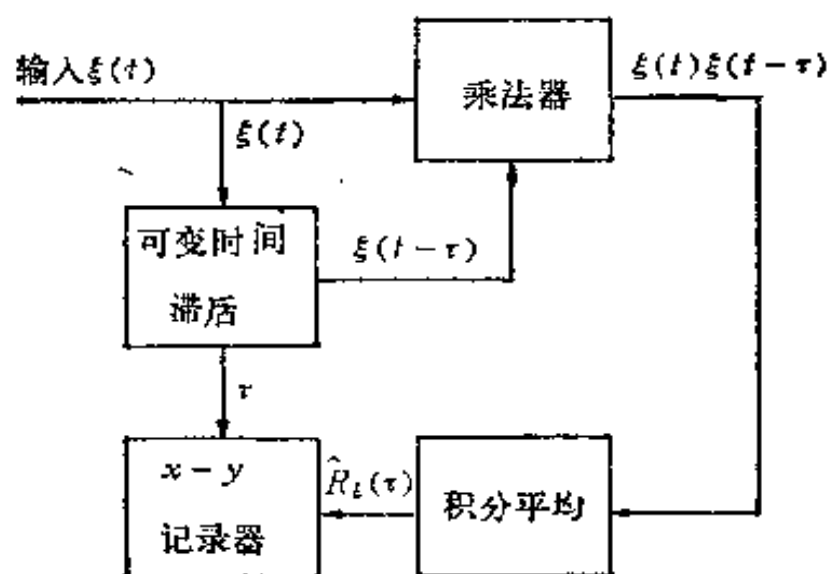 输入ξ(t)
ξ(t)
乘法器
ξ(t)ξ(t-τ)
可变时间
滞后
ξ(t-τ)
τ
x-y
记录器
R̂ξ(τ)
积分平均